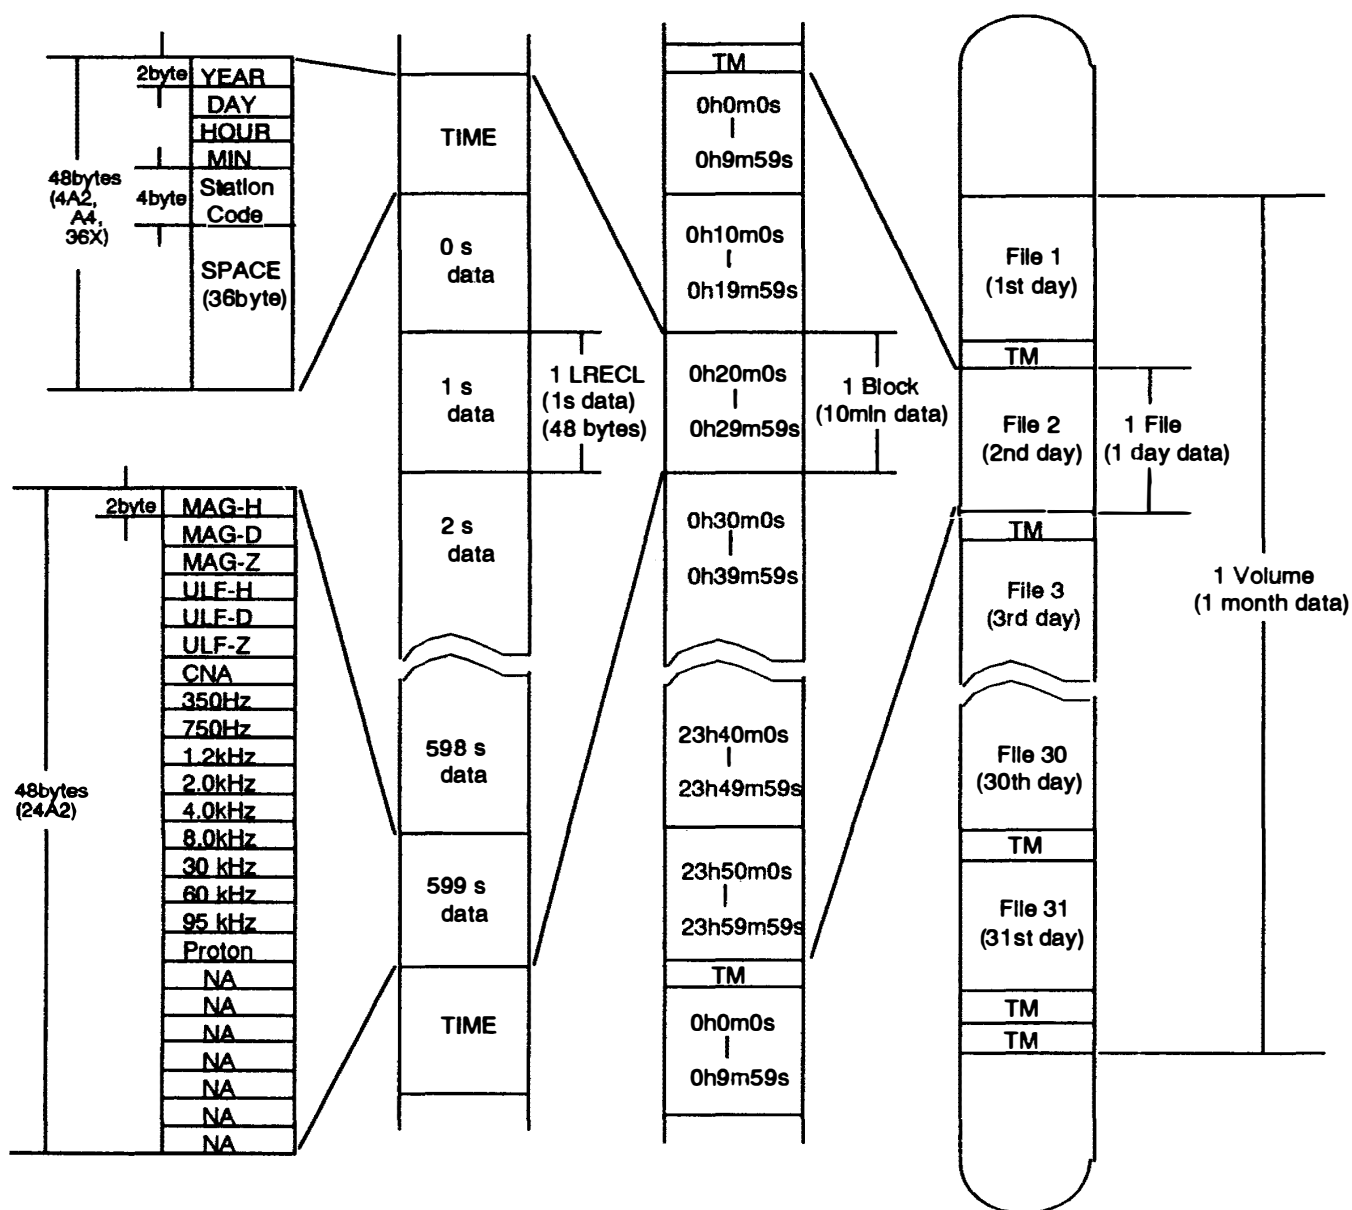 2byte
YEAR
DAY
HOUR
MIN
4byte
Station
Code
SPACE
(36byte)
48bytes
(4A2,
A4,
36X)
2byte
MAG-H
MAG-D
MAG-Z
ULF-H
ULF-D
ULF-Z
CNA
350Hz
750Hz
1.2kHz
2.0kHz
4.0kHz
8.0kHz
30 kHz
60 kHz
95 kHz
Proton
NA
NA
NA
NA
NA
NA
NA
48bytes
(24A2)
TIME
0 s
data
1 s
data
2 s
data
598 s
data
599 s
data
TIME
1 LRECL
(1s data)
(48 bytes)
TM
0h0m0s
0h9m59s
0h10m0s
0h19m59s
0h20m0s
0h29m59s
0h30m0s
0h39m59s
23h40m0s
23h49m59s
23h50m0s
23h59m59s
TM
0h0m0s
0h9m59s
1 Block
(10min data)
File 1
(1st day)
TM
File 2
(2nd day)
TM
File 3
(3rd day)
File 30
(30th day)
TM
File 31
(31st day)
TM
TM
1 File
(1 day data)
1 Volume
(1 month data)